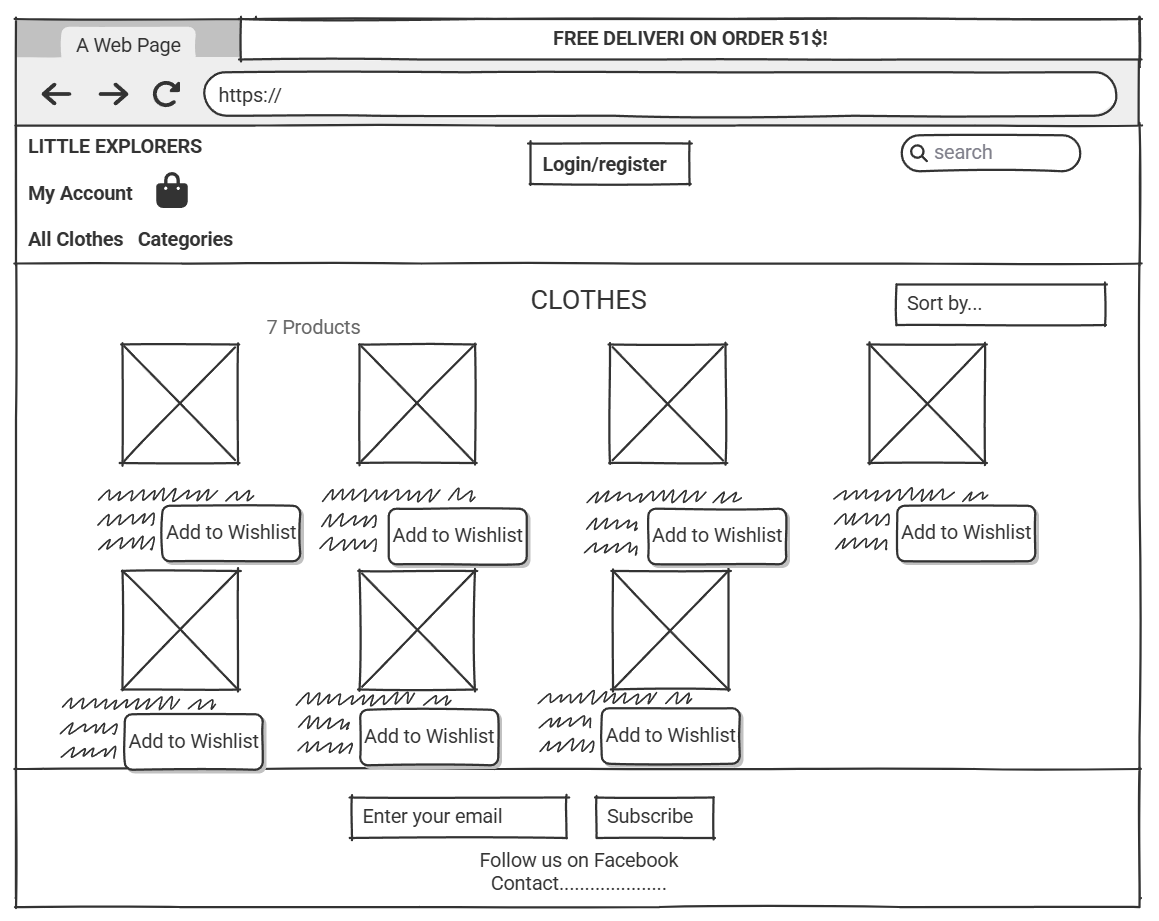 A Web Page
FREE DELIVERI ON ORDER 51$!
https://
LITTLE EXPLORERS
Login/register
search
My Account
All Clothes Categories
CLOTHES
Sort by...
7 Products
Add to Wishlist
Add to Wishlist
Add to Wishlist
Add to Wishlist
Add to Wishlist
Add to Wishlist
Add to Wishlist
Enter your email
Subscribe
Follow us on Facebook
Contact.....................